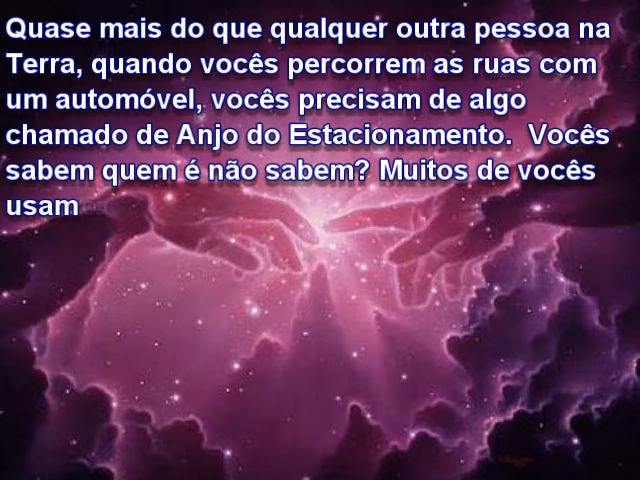 Quase mais do que qualquer outra pessoa na
Terra, quando vocês percorrem as ruas com
um automóvel, vocês precisam de algo
chamado de Anjo do Estacionamento.  Vocês
sabem quem é não sabem? Muitos de vocês
usam